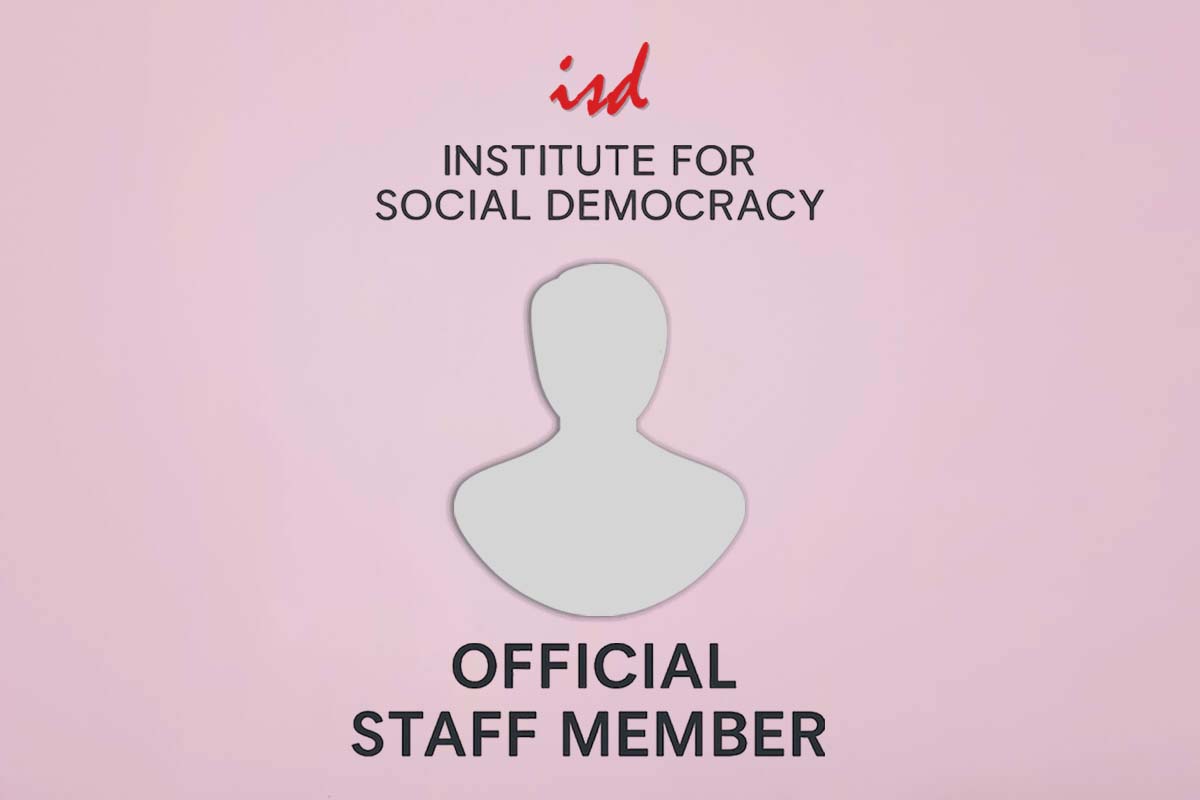 isd
INSTITUTE FOR
SOCIAL DEMOCRACY
OFFICIAL
STAFF MEMBER